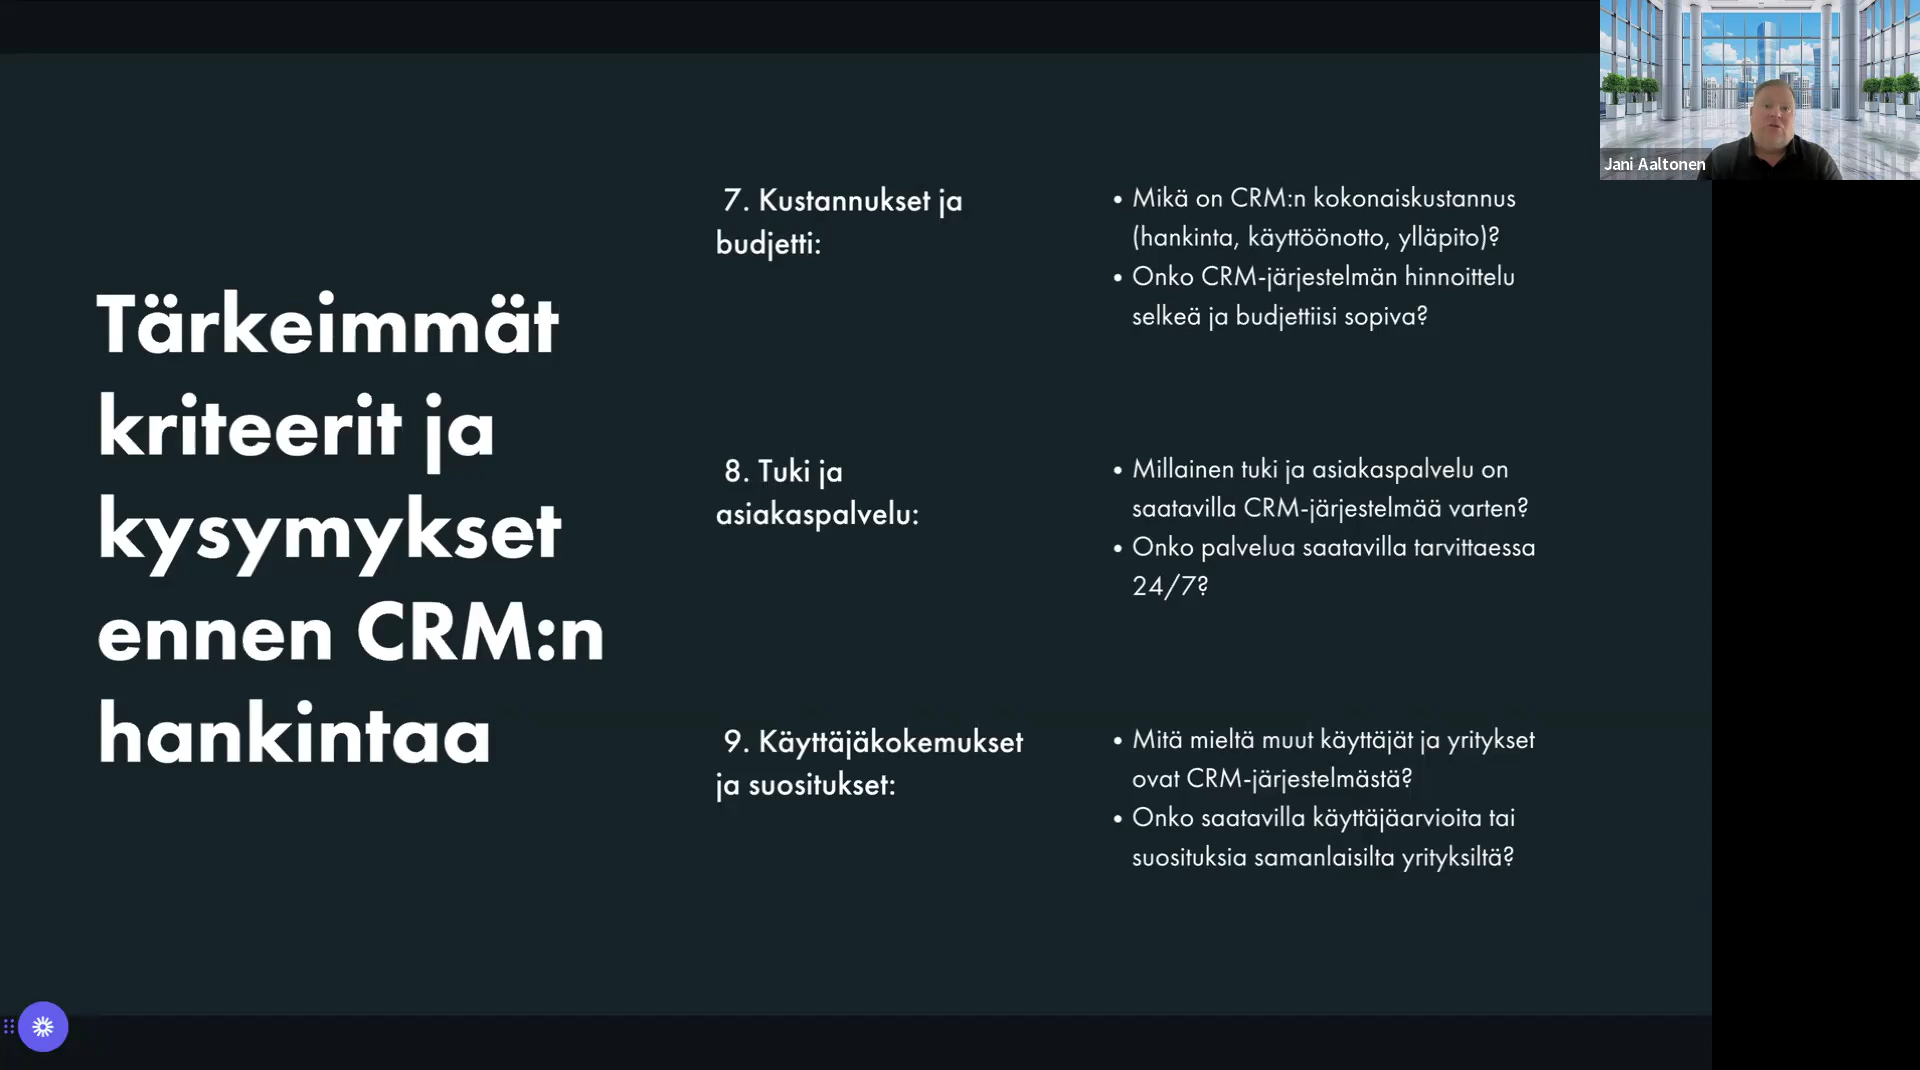 Tärkeimmät
kriteerit ja
kysymykset
ennen CRM:n
hankintaa
7. Kustannukset ja
budjetti:
• Mikä on CRM:n kokonaiskustannus
(hankinta, käyttöönotto, ylläpito)?
• Onko CRM-järjestelmän hinnoittelu
selkeä ja budjettiisi sopiva?
8. Tuki ja
asiakaspalvelu:
• Millainen tuki ja asiakaspalvelu on
saatavilla CRM-järjestelmää varten?
• Onko palvelua saatavilla tarvittaessa
24/7?
9. Käyttäjäkokemukset
ja suositukset:
• Mitä mieltä muut käyttäjät ja yritykset
ovat CRM-järjestelmästä?
• Onko saatavilla käyttäjäarvioita tai
suosituksia samanlaisilta yrityksiltä?
Jani Aaltonen